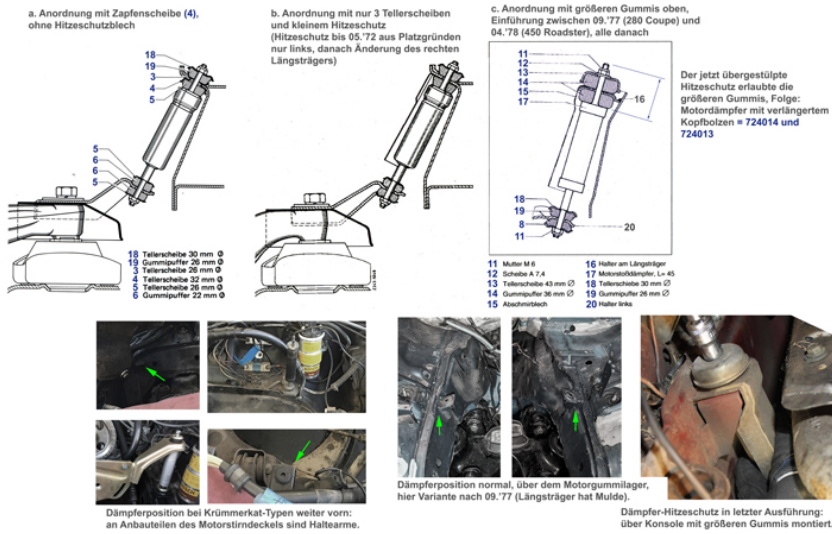 a. Anordnung mit Zapfenscheibe (4),
ohne Hitzeschutzblech
18
19
3
4
5
5
6
6
5
18 Tellerscheibe 30 mm Ø
19 Gummipuffer 26 mm Ø
3 Tellerscheibe 26 mm Ø
4 Tellerscheibe 32 mm Ø
5 Tellerscheibe 26 mm Ø
6 Gummipuffer 22 mm Ø
b. Anordnung mit nur 3 Tellerscheiben
und kleinem Hitzeschutz
(Hitzeschutz bis 05.'72 aus Platzgründen
nur links, danach Änderung des rechten
Längsträgers)
c. Anordnung mit größeren Gummis oben,
Einführung zwischen 09.'77 (280 Coupe) und
04.'78 (450 Roadster), alle danach
11
12
13
14
15
17
16
18
19
8
11
20
11 Mutter M 6
12 Scheibe A 7,4
13 Tellerscheibe 43 mm Ø
14 Gummipuffer 36 mm Ø
15 Abschirmblech
16 Halter am Längsträger
17 Motorstoßdämpfer, L= 45
18 Tellerschiebe 30 mm Ø
19 Gummipuffer 26 mm Ø
20 Halter links
Der jetzt übergestülpte
Hitzeschutz erlaubte die
größeren Gummis, Folge:
Motordämpfer mit verlängertem
Kopfbolzen = 724014 und
724013
Dämpferposition bei Krümmerkat-Typen weiter vorn:
an Anbauteilen des Motorstirndeckels sind Haltearme.
Dämpferposition normal, über dem Motorgummilager,
hier Variante nach 09.'77 (Längsträger hat Mulde).
Dämpfer-Hitzeschutz in letzter Ausführung:
über Konsole mit größeren Gummis montiert.